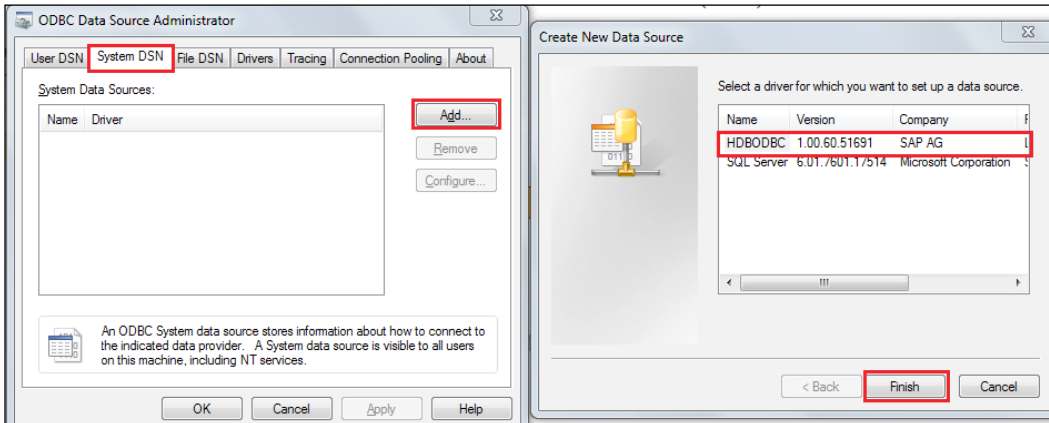 ODBC Data Source Administrator
User DSN System DSN File DSN Drivers Tracing Connection Pooling About
System Data Sources:
Name Driver
Add...
Remove
Configure...
An ODBC System data source stores information about how to connect to
the indicated data provider. A System data source is visible to all users
on this machine, including NT services.
OK Cancel Apply Help
Create New Data Source
Select a driver for which you want to set up a data source.
Name Version Company F
HDBODBC 1.00.60.51691 SAP AG
SQL Server 6.01.7601.17514 Microsoft Corporation
01110
< Back Finish Cancel